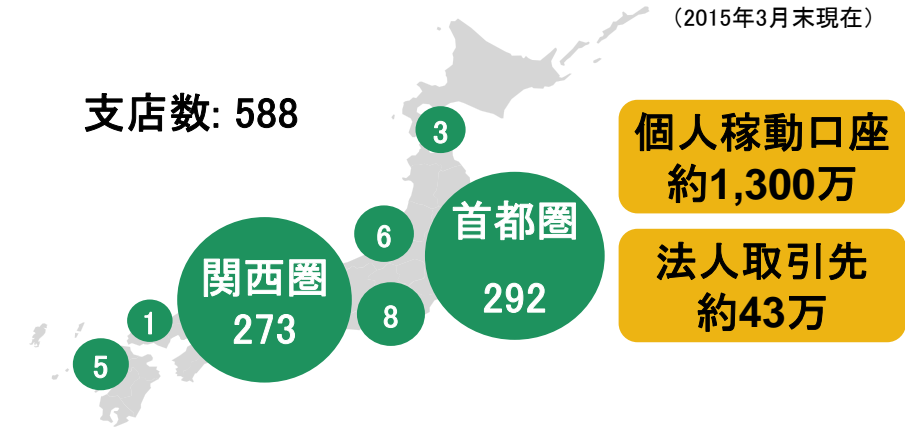 （2015年3月末現在）
支店数: 588
3
個人稼動口座
約1,300万
首都圏
292
6
関西圏
273
法人取引先
約43万
8
1
5